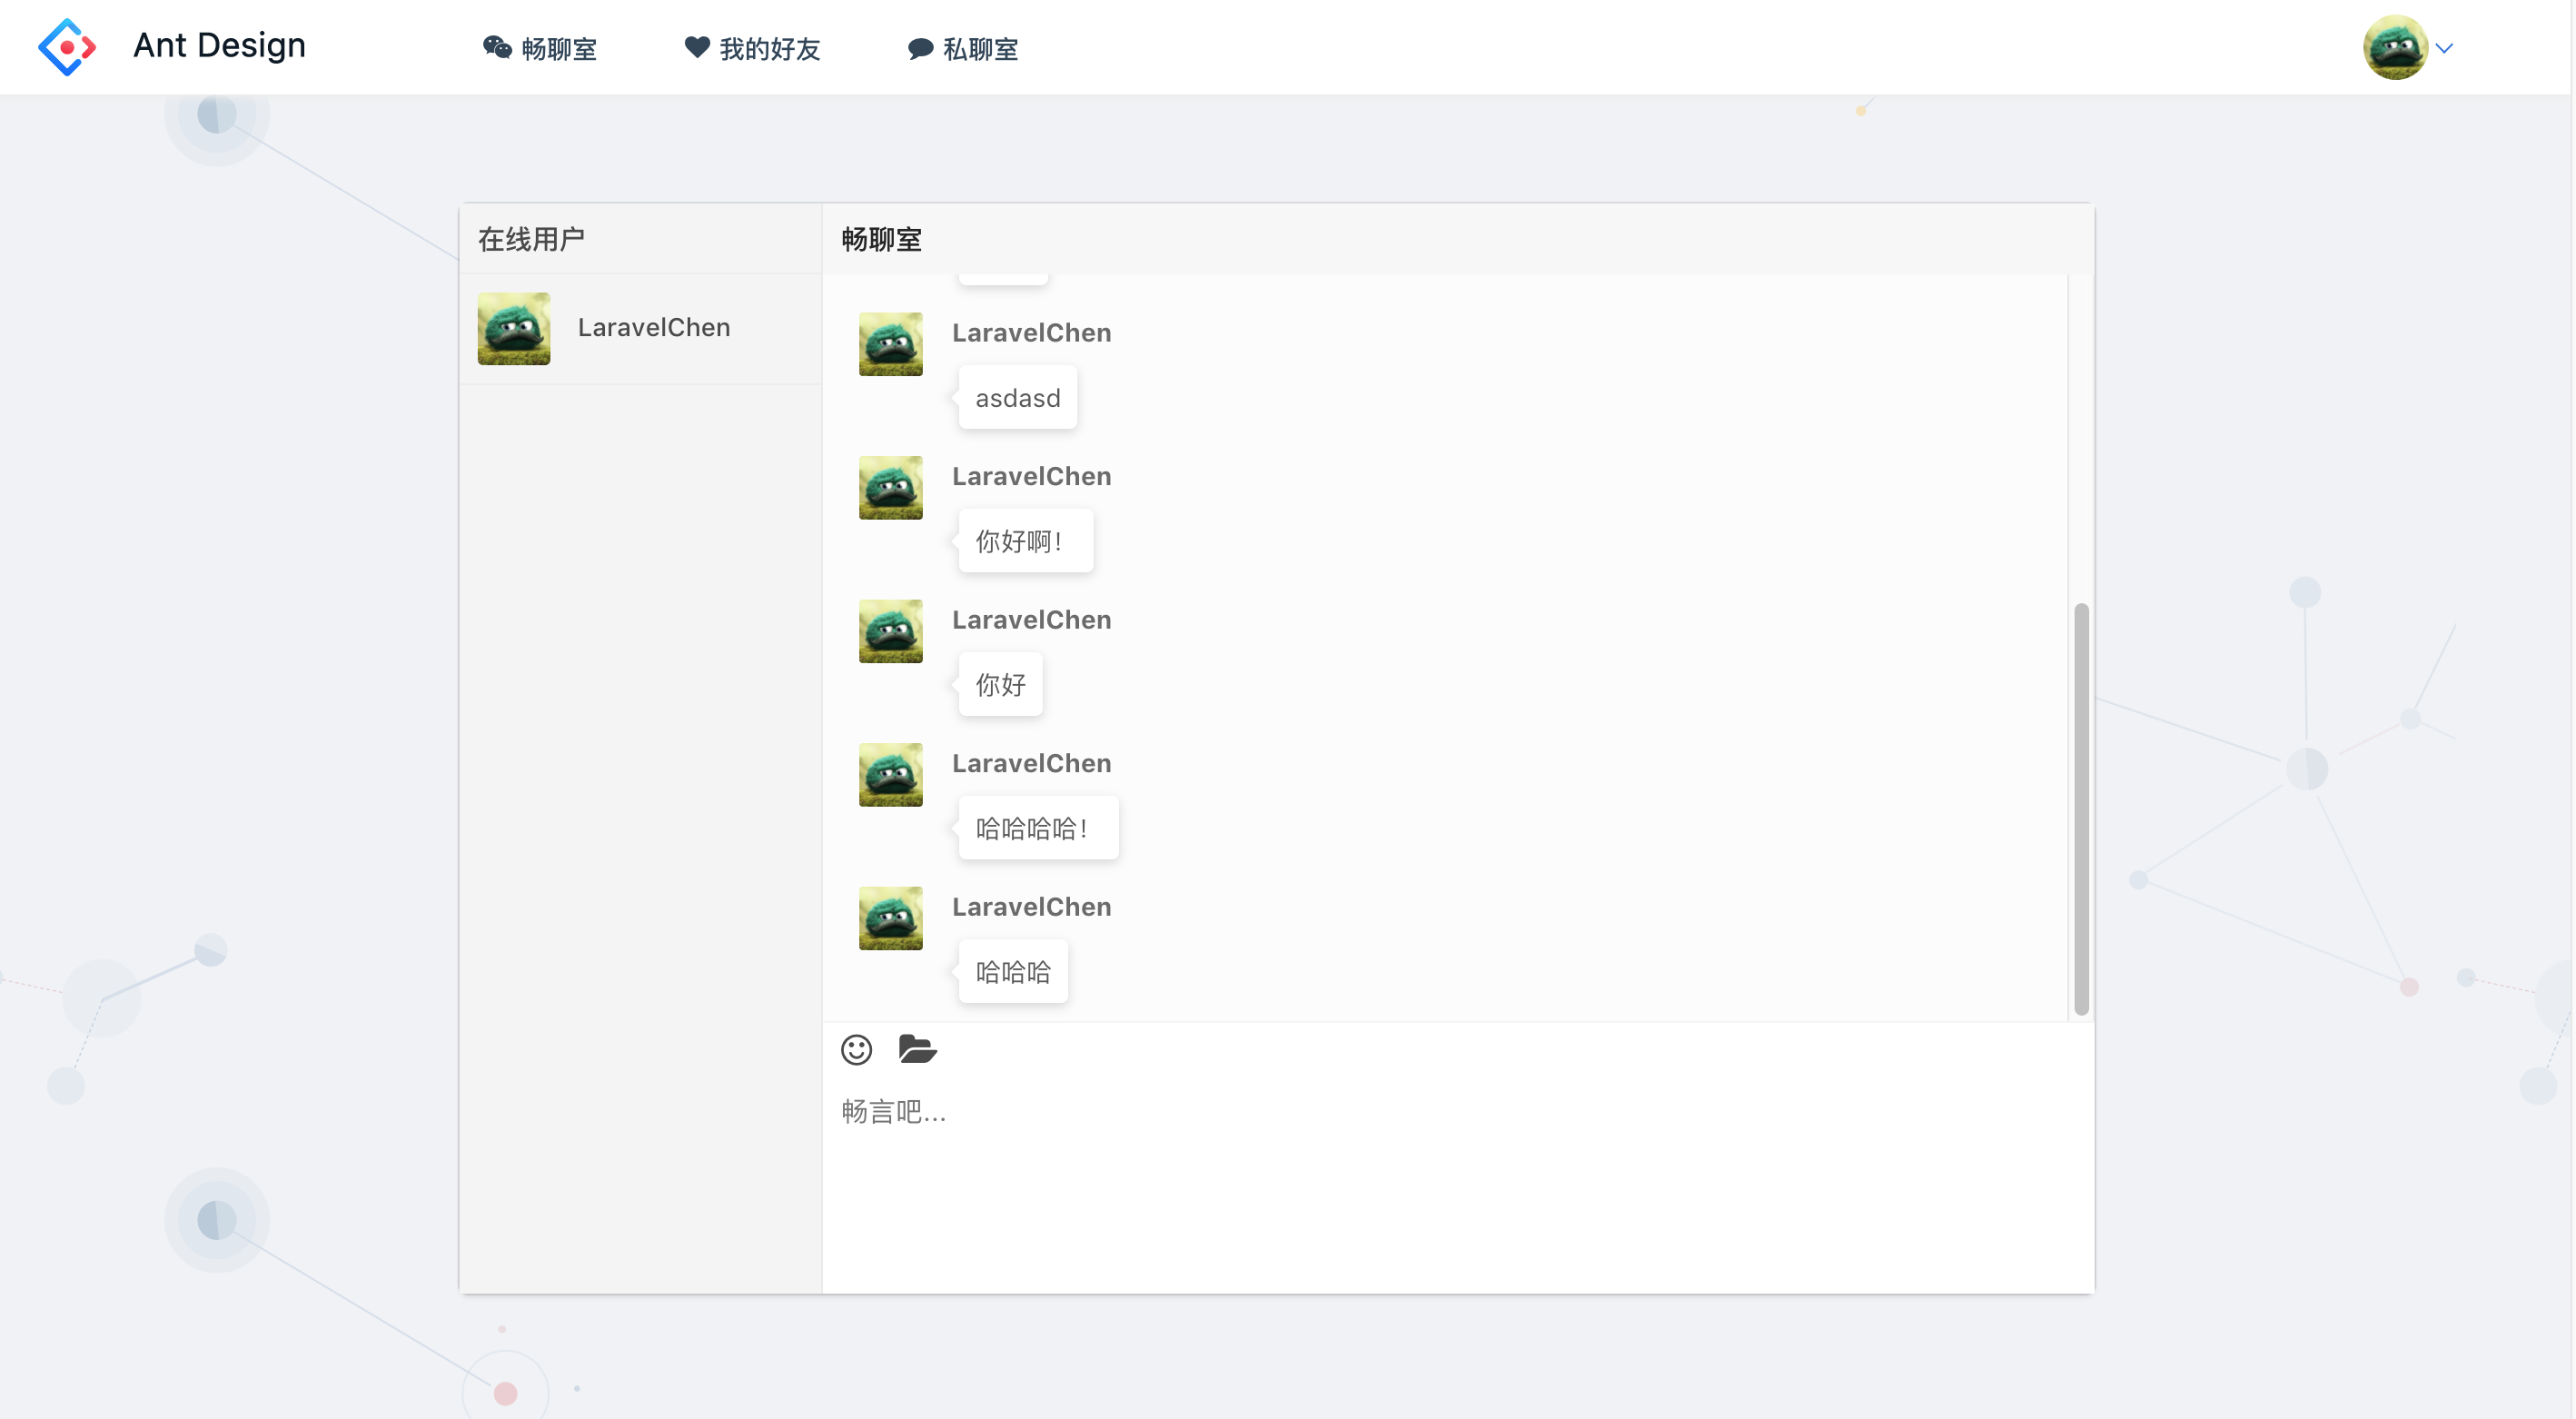 Ant Design
畅聊室
我的好友
私聊室
在线用户
LaravelChen
畅聊室
LaravelChen
asdasd
LaravelChen
你好啊！
LaravelChen
你好
LaravelChen
哈哈哈哈！
LaravelChen
哈哈哈
畅言吧...